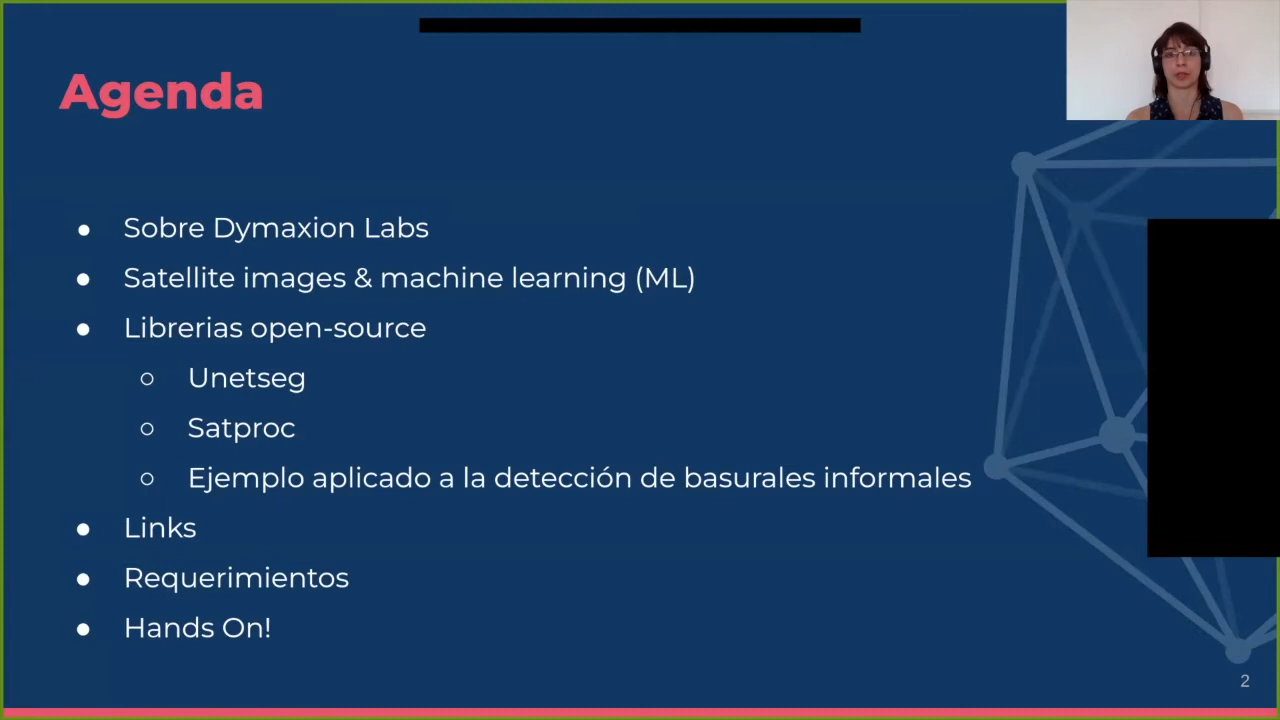 Agenda
● Sobre Dymaxion Labs
● Satellite images & machine learning (ML)
● Librerias open-source
○ Unetseg
○ Satproc
○ Ejemplo aplicado a la detección de basurales informales
● Links
● Requerimientos
● Hands On!
2